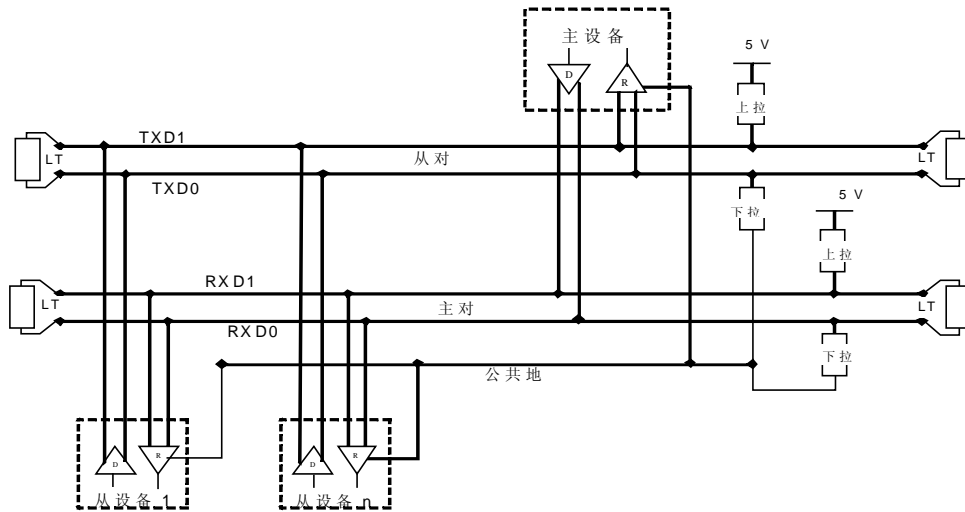 主设备
D
R
5 V
上拉
TXD1
LT
从对
LT
TXD0
下拉
5 V
上拉
RXD1
LT
主对
LT
RXD0
下拉
公共地
D
R
D
R
从设备 1
从设备 n